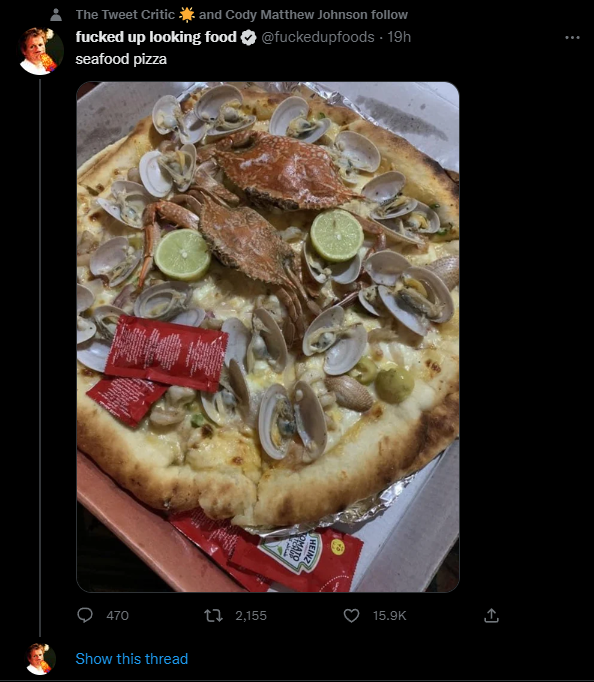 The Tweet Critic and Cody Matthew Johnson follow
fucked up looking food @fuckedupfoods · 19h
seafood pizza
HEINZ
TOMATO
470 2,155 15.9K
Show this thread